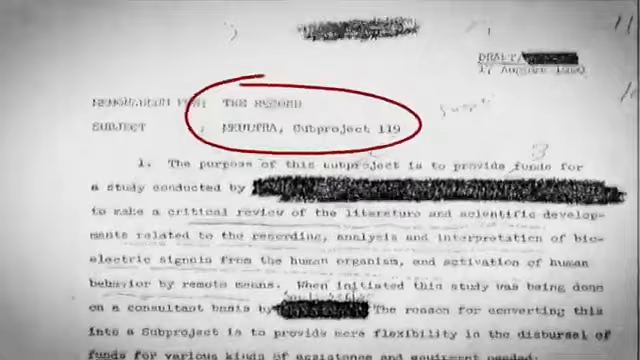 DRAFT/
17 August 1960
MEMORANDUM FOR: THE RECORD
SUBJECT : MKULTRA, Subproject 119
1. The purpose of this subproject is to provide funds for
a study conducted by
to make a critical review of the literature and scientific develop-
ments related to the recording, analysis and interpretation of bio-
electric signals from the human organism, and activation of human
behavior by remote means. When initiated this study was being done
on a consultant basis by The reason for converting this
into a Subproject is to provide more flexibility in the disbursal of
funds for various kinds of assistance and equipment needed.